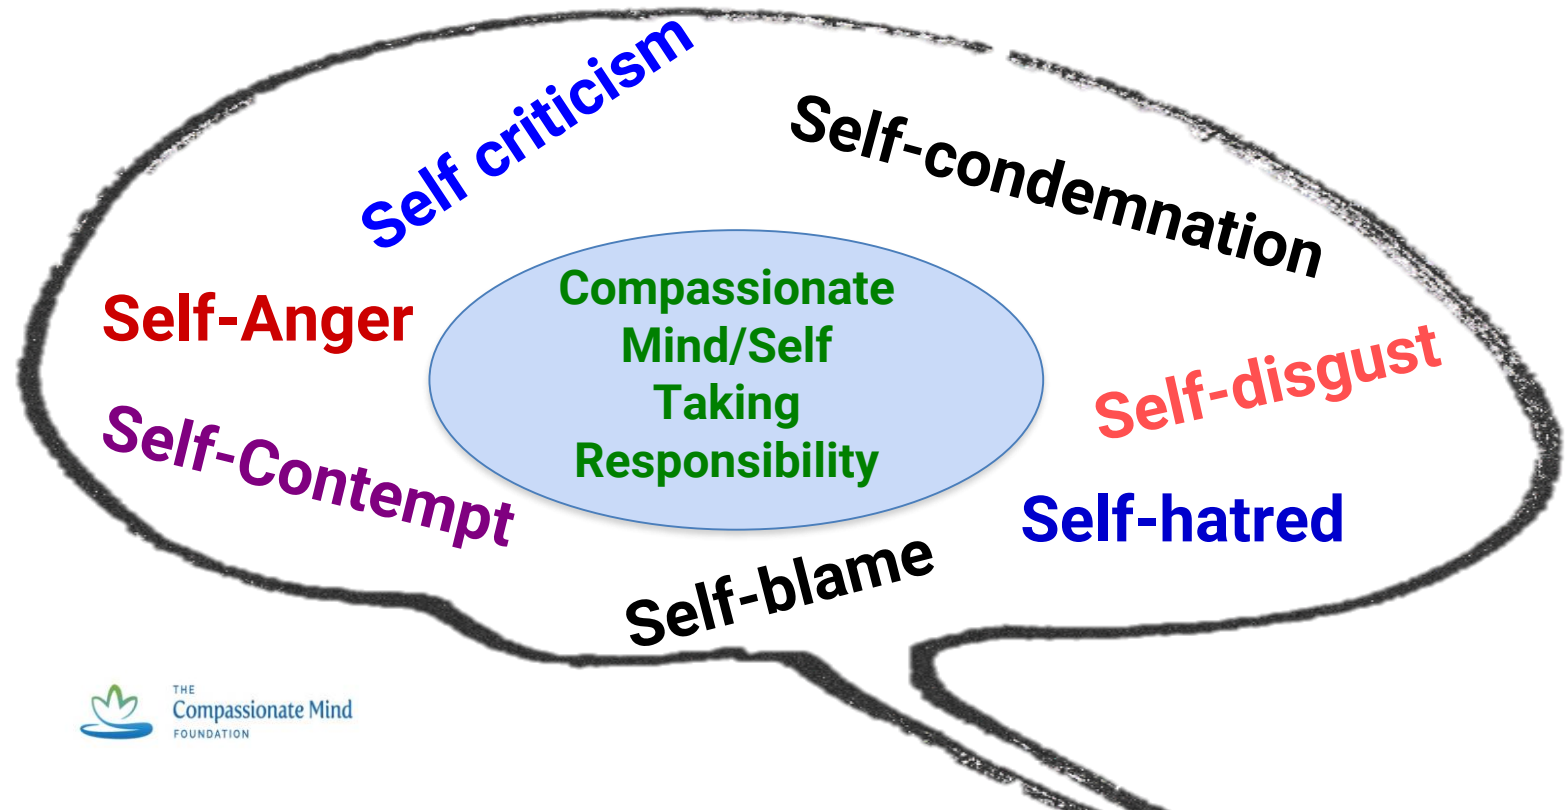 Self criticism
Self-condemnation
Self-Anger
Compassionate
Mind/Self
Taking
Responsibility
Self-disgust
Self-Contempt
Self-hatred
Self-blame
THE
Compassionate Mind
FOUNDATION